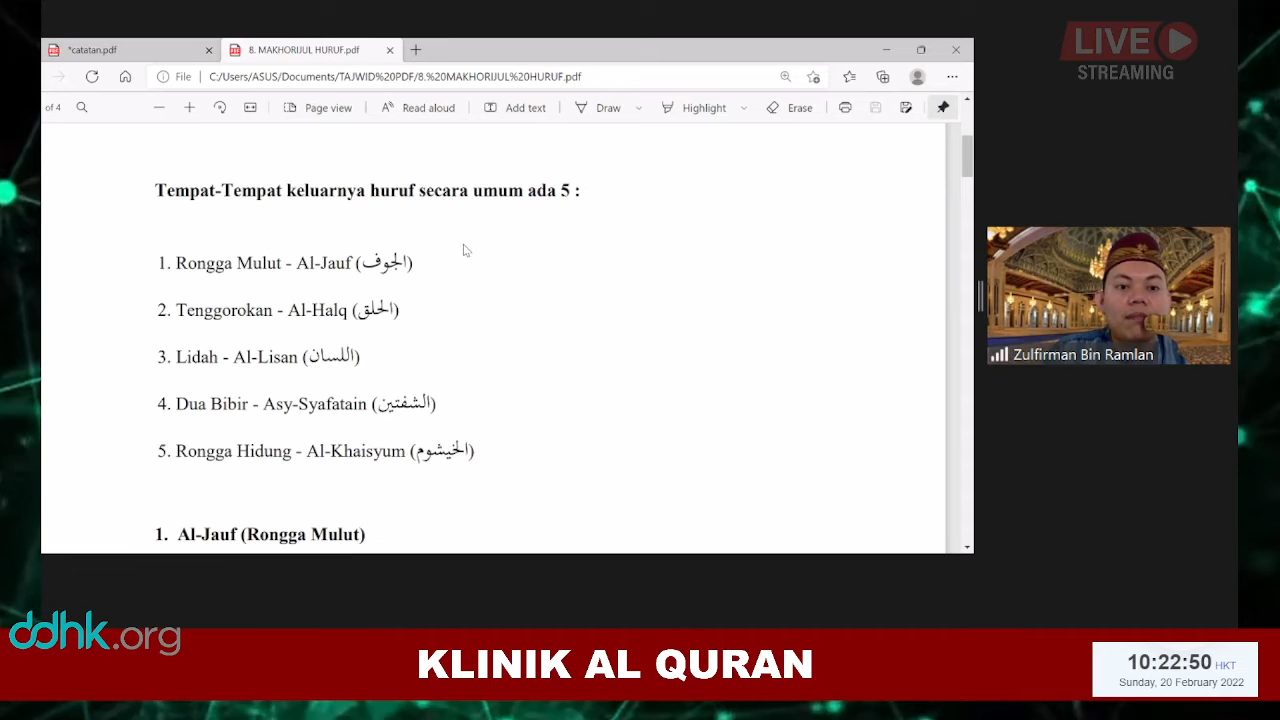 LIVE
STREAMING
*catatan.pdf
8. MAKHORIJUL HURUF.pdf
File
C:/Users/ASUS/Documents/TAJWID%20PDF/8.%20MAKHORIJUL%20HURUF.pdf
of 4
Page view
Read aloud
Add text
Draw
Highlight
Erase
Tempat-Tempat keluarnya huruf secara umum ada 5 :
1. Rongga Mulut - Al-Jauf (الجوف)
2. Tenggorokan - Al-Halq (الحلق)
3. Lidah - Al-Lisan (اللسان)
4. Dua Bibir - Asy-Syafatain (الشفتين)
5. Rongga Hidung - Al-Khaisyum (الخيشوم)
1. Al-Jauf (Rongga Mulut)
Zulfirman Bin Ramlan
ddhk.org
KLINIK AL QURAN
10:22:50 HKT
Sunday, 20 February 2022